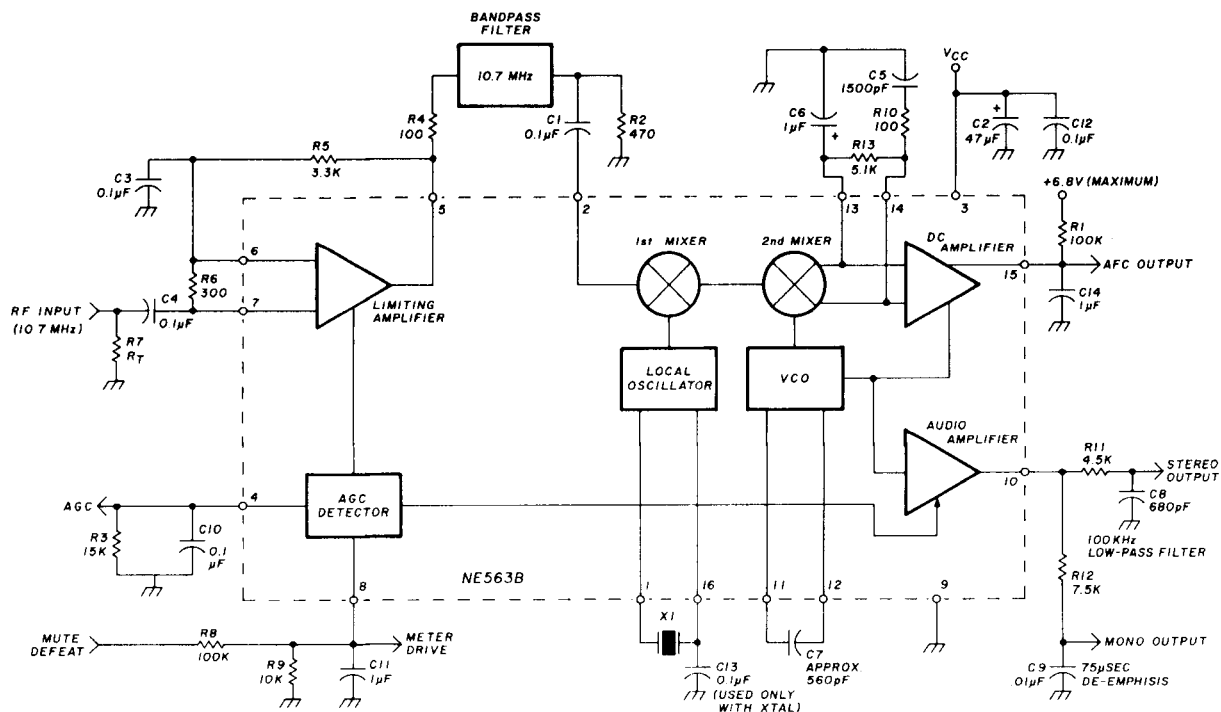 BANDPASS
FILTER
10.7 MHz
R4
100
C1
0.1µF
R2
470
C5
1500pF
C6
1µF
+
R10
100
R13
5.1K
VCC
+
C2
47µF
C12
0.1µF
R5
3.3K
C3
0.1µF
5
2
13
14
3
+6.8V (MAXIMUM)
R1
100K
6
R6
300
7
C4
0.1µF
RF INPUT
(10.7 MHz)
R7
RT
LIMITING
AMPLIFIER
1st MIXER
2nd MIXER
DC
AMPLIFIER
15
AFC OUTPUT
C14
1µF
LOCAL
OSCILLATOR
VCO
AUDIO
AMPLIFIER
10
R11
4.5K
STEREO
OUTPUT
C8
680pF
100KHz
LOW-PASS FILTER
AGC
4
AGC
DETECTOR
R3
15K
C10
0.1
µF
8
NE563B
1
16
11
12
9
R12
7.5K
MUTE
DEFEAT
R8
100K
METER
DRIVE
R9
10K
C11
1µF
X1
C13
0.1µF
(USED ONLY
WITH XTAL)
C7
APPROX.
560pF
MONO OUTPUT
C9
.01µF
75µSEC
DE-EMPHISIS